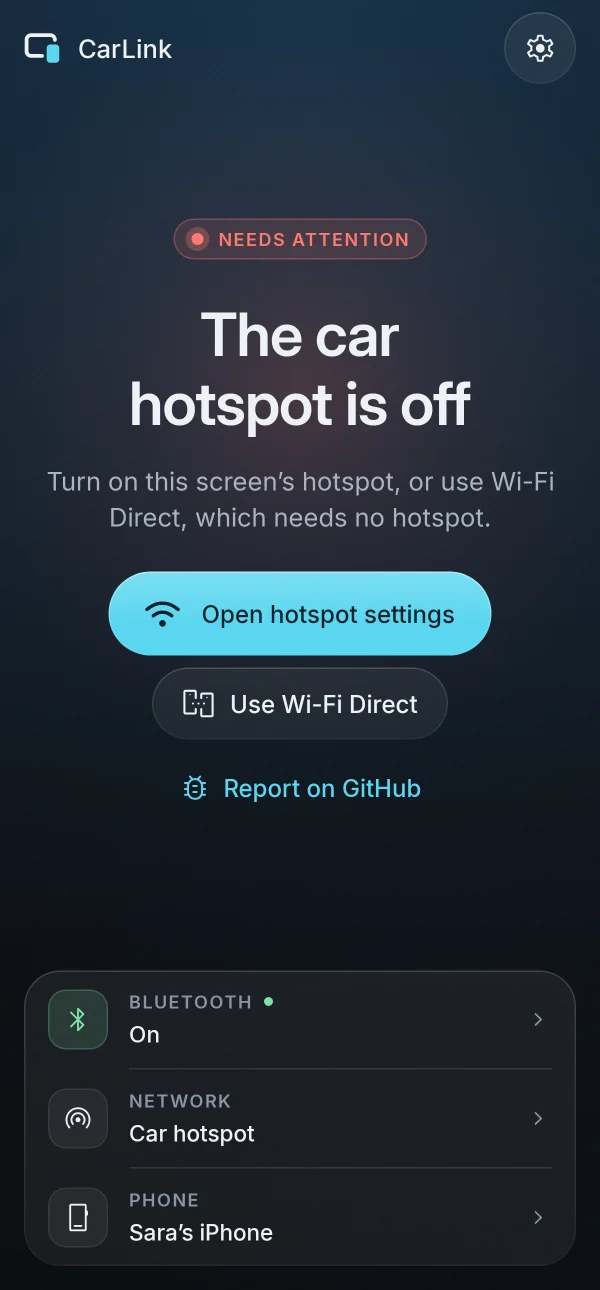 CarLink
NEEDS ATTENTION
The car
hotspot is off
Turn on this screen’s hotspot, or use Wi-Fi
Direct, which needs no hotspot.
Open hotspot settings
Use Wi-Fi Direct
Report on GitHub
BLUETOOTH
On
NETWORK
Car hotspot
PHONE
Sara’s iPhone